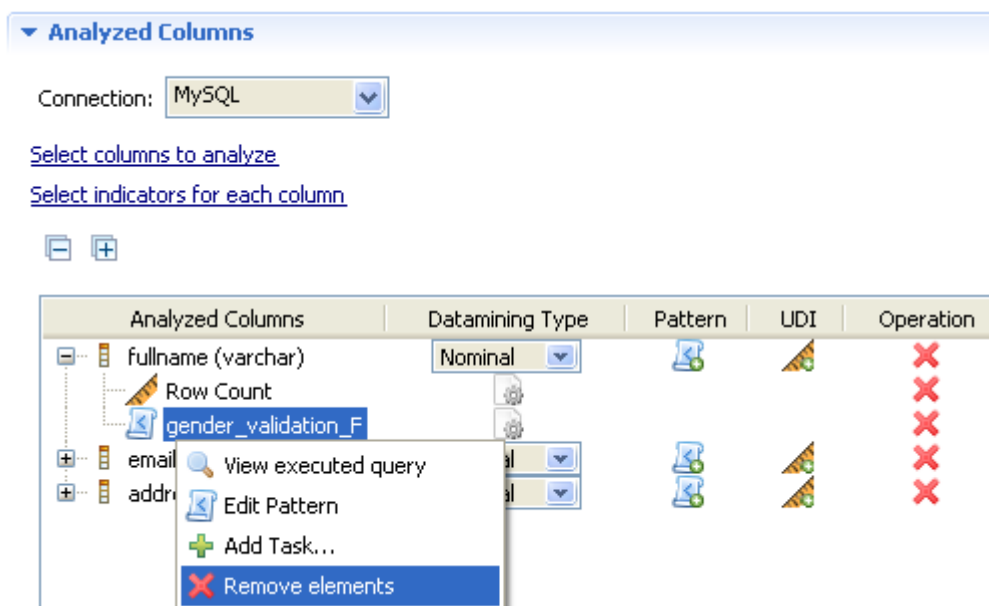 Analyzed Columns
Connection: MySQL
Select columns to analyze
Select indicators for each column
Analyzed Columns Datamining Type Pattern UDI Operation
fullname (varchar) Nominal
Row Count
gender_validation_F
email
View executed query
Edit Pattern
Add Task...
Remove elements